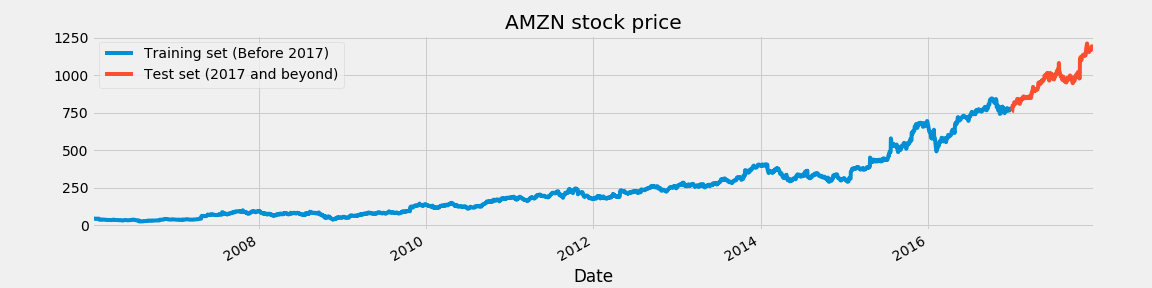 AMZN stock price
1250
1000
750
500
250
0
Training set (Before 2017)
Test set (2017 and beyond)
2008
2010
2012
2014
2016
Date